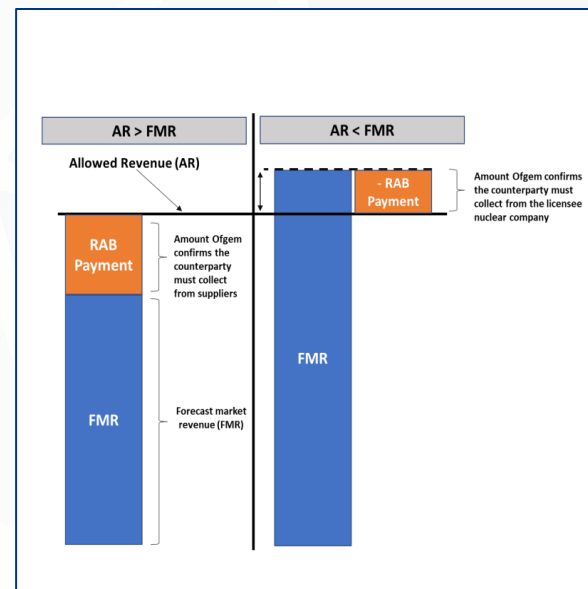 AR > FMR
AR < FMR
Allowed Revenue (AR)
RAB
Payment
Amount Ofgem
confirms the
counterparty
must collect
from suppliers
FMR
Forecast market
revenue (FMR)
- RAB
Payment
Amount Ofgem confirms
the counterparty must
collect from the licensee
nuclear company
FMR